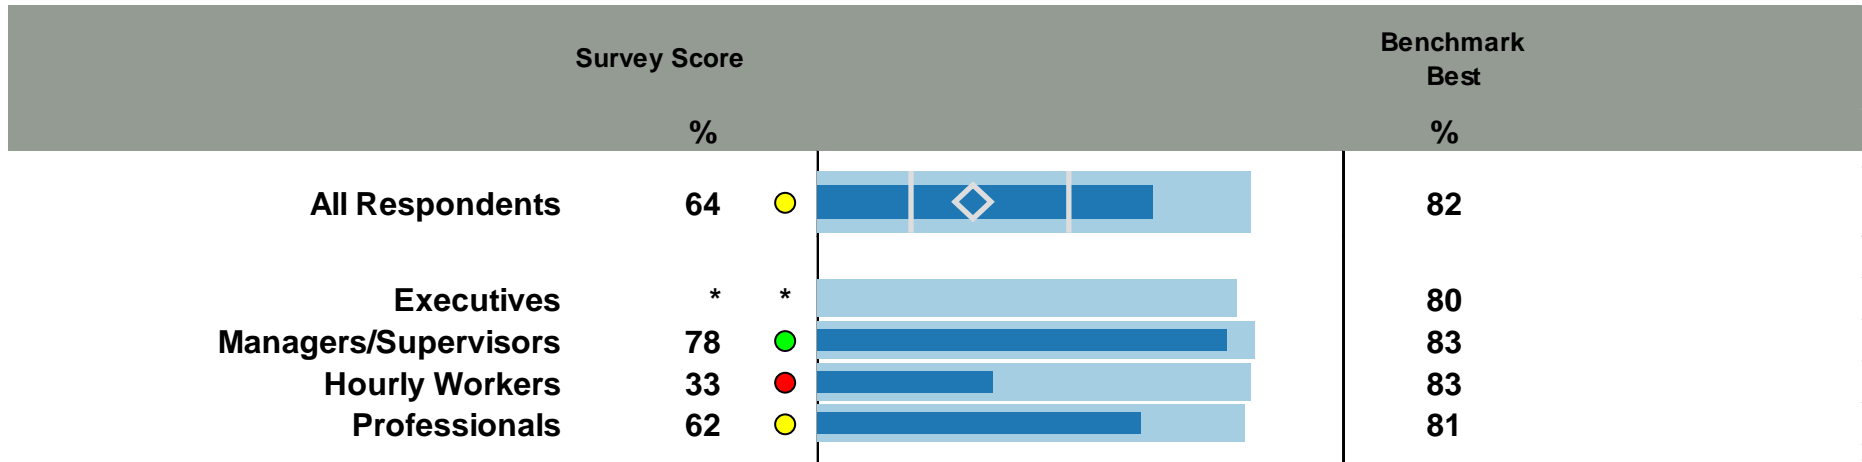 Survey Score
Benchmark
Best
% %
All Respondents 64 82
Executives * * 80
Managers/Supervisors 78 83
Hourly Workers 33 83
Professionals 62 81